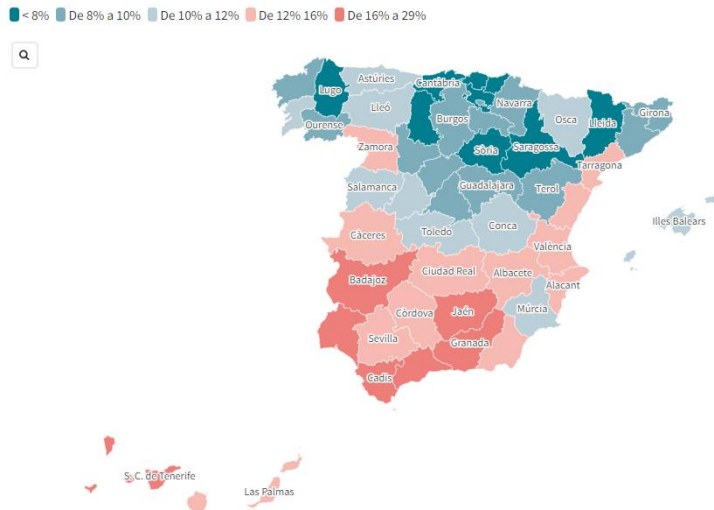 < 8% De 8% a 10% De 10% a 12% De 12% 16% De 16% a 29%
Astúries
Cantàbria
Lugo
Lleó
Navarra
Osca
Girona
Burgos
Lleida
Ourense
Zamora
Sòria
Saragossa
Tarragona
Salamanca
Guadalajara
Terol
Illes Balears
Conca
Toledo
Càceres
València
Ciudad Real
Albacete
Badajoz
Alacant
Múrcia
Còrdova
Jaén
Sevilla
Granada
Cadis
S. C. de Tenerife
Las Palmas